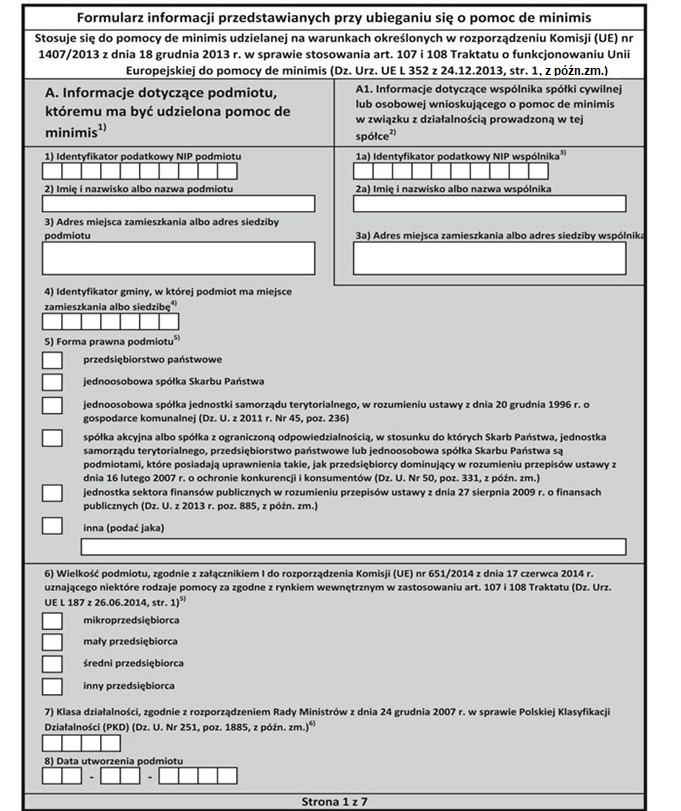 Formularz informacji przedstawianych przy ubieganiu się o pomoc de minimis
Stosuje się do pomocy de minimis udzielanej na warunkach określonych w rozporządzeniu Komisji (UE) nr
1407/2013 z dnia 18 grudnia 2013 r. w sprawie stosowania art. 107 i 108 Traktatu o funkcjonowaniu Unii
Europejskiej do pomocy de minimis (Dz. Urz. UE L 352 z 24.12.2013, str. 1, z późn.zm.)
A. Informacje dotyczące podmiotu,
któremu ma być udzielona pomoc de
minimis1)
A1. Informacje dotyczące wspólnika spółki cywilnej
lub osobowej wnioskującego o pomoc de minimis
w związku z działalnością prowadzoną w tej
spółce2)
1) Identyfikator podatkowy NIP podmiotu
1a) Identyfikator podatkowy NIP wspólnika3)
2) Imię i nazwisko albo nazwa podmiotu
2a) Imię i nazwisko albo nazwa wspólnika
3) Adres miejsca zamieszkania albo adres siedziby
podmiotu
3a) Adres miejsca zamieszkania albo adres siedziby wspólnika
4) Identyfikator gminy, w której podmiot ma miejsce
zamieszkania albo siedzibę4)
5) Forma prawna podmiotu5)
przedsiębiorstwo państwowe
jednoosobowa spółka Skarbu Państwa
jednoosobowa spółka jednostki samorządu terytorialnego, w rozumieniu ustawy z dnia 20 grudnia 1996 r. o
gospodarce komunalnej (Dz. U. z 2011 r. Nr 45, poz. 236)
spółka akcyjna albo spółka z ograniczoną odpowiedzialnością, w stosunku do których Skarb Państwa, jednostka
samorządu terytorialnego, przedsiębiorstwo państwowe lub jednoosobowa spółka Skarbu Państwa są
podmiotami, które posiadają uprawnienia takie, jak przedsiębiorcy dominujący w rozumieniu przepisów ustawy z
dnia 16 lutego 2007 r. o ochronie konkurencji i konsumentów (Dz. U. Nr 50, poz. 331, z późn. zm.)
jednostka sektora finansów publicznych w rozumieniu przepisów ustawy z dnia 27 sierpnia 2009 r. o finansach
publicznych (Dz. U. z 2013 r. poz. 885, z późn. zm.)
inna (podać jaka)
6) Wielkość podmiotu, zgodnie z załącznikiem I do rozporządzenia Komisji (UE) nr 651/2014 z dnia 17 czerwca 2014 r.
uznającego niektóre rodzaje pomocy za zgodne z rynkiem wewnętrznym w zastosowaniu art. 107 i 108 Traktatu (Dz. Urz.
UE L 187 z 26.06.2014, str. 1)5)
mikroprzedsiębiorca
mały przedsiębiorca
średni przedsiębiorca
inny przedsiębiorca
7) Klasa działalności, zgodnie z rozporządzeniem Rady Ministrów z dnia 24 grudnia 2007 r. w sprawie Polskiej Klasyfikacji
Działalności (PKD) (Dz. U. Nr 251, poz. 1885, z późn. zm.)6)
8) Data utworzenia podmiotu
- -
Strona 1 z 7